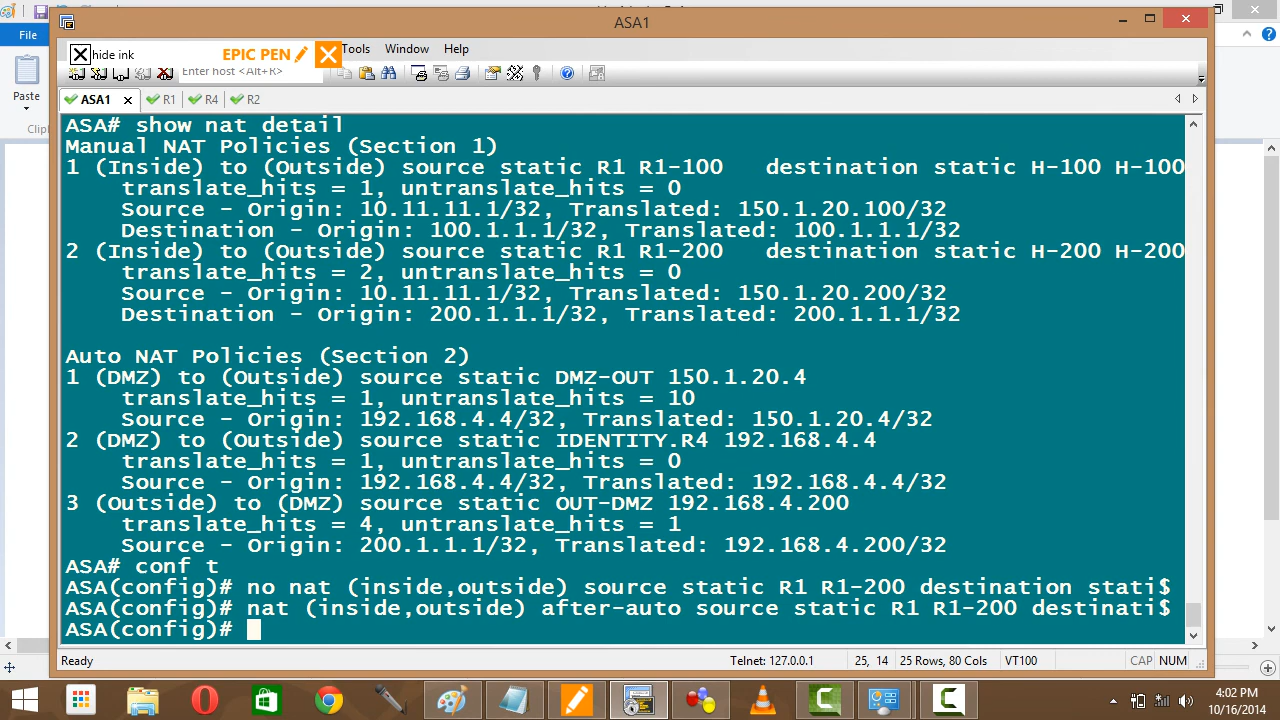 ASA1
File
hide ink
EPIC PEN
Tools
Window
Help
Enter host <Alt+R>
Paste
ASA1
R1
R4
R2
ASA# show nat detail
Manual NAT Policies (Section 1)
1 (Inside) to (Outside) source static R1 R1-100   destination static H-100 H-100
    translate_hits = 1, untranslate_hits = 0
    Source - Origin: 10.11.11.1/32, Translated: 150.1.20.100/32
    Destination - Origin: 100.1.1.1/32, Translated: 100.1.1.1/32
2 (Inside) to (Outside) source static R1 R1-200   destination static H-200 H-200
    translate_hits = 2, untranslate_hits = 0
    Source - Origin: 10.11.11.1/32, Translated: 150.1.20.200/32
    Destination - Origin: 200.1.1.1/32, Translated: 200.1.1.1/32
Auto NAT Policies (Section 2)
1 (DMZ) to (Outside) source static DMZ-OUT 150.1.20.4
    translate_hits = 1, untranslate_hits = 10
    Source - Origin: 192.168.4.4/32, Translated: 150.1.20.4/32
2 (DMZ) to (Outside) source static IDENTITY.R4 192.168.4.4
    translate_hits = 1, untranslate_hits = 0
    Source - Origin: 192.168.4.4/32, Translated: 192.168.4.4/32
3 (Outside) to (DMZ) source static OUT-DMZ 192.168.4.200
    translate_hits = 4, untranslate_hits = 1
    Source - Origin: 200.1.1.1/32, Translated: 192.168.4.200/32
ASA# conf t
ASA(config)# no nat (inside,outside) source static R1 R1-200 destination stati$
ASA(config)# nat (inside,outside) after-auto source static R1 R1-200 destinati$
ASA(config)#
Ready
Telnet: 127.0.0.1
25, 14
25 Rows, 80 Cols
VT100
CAP
NUM
4:02 PM
10/16/2014